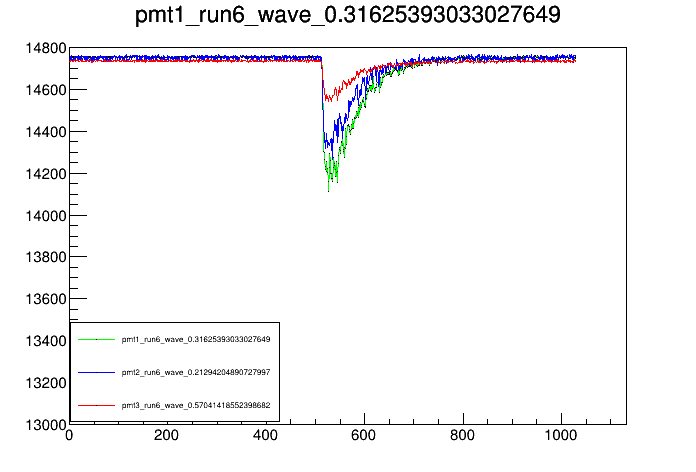 pmt1_run6_wave_0.31625393033027649
14800
14600
14400
14200
14000
13800
13600
13400
13200
13000
pmt1_run6_wave_0.31625393033027649
pmt2_run6_wave_0.21294204890727997
pmt3_run6_wave_0.57041418552398682
0 200 400 600 800 1000